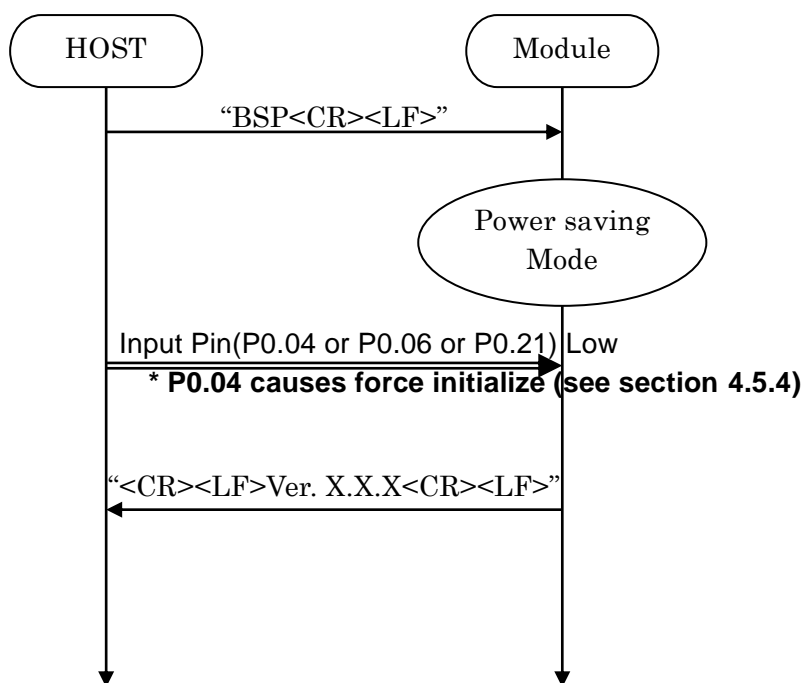 HOST
Module
“BSP<CR><LF>”
Power saving
Mode
Input Pin(P0.04 or P0.06 or P0.21) Low
* P0.04 causes force initialize (see section 4.5.4)
“<CR><LF>Ver. X.X.X<CR><LF>”